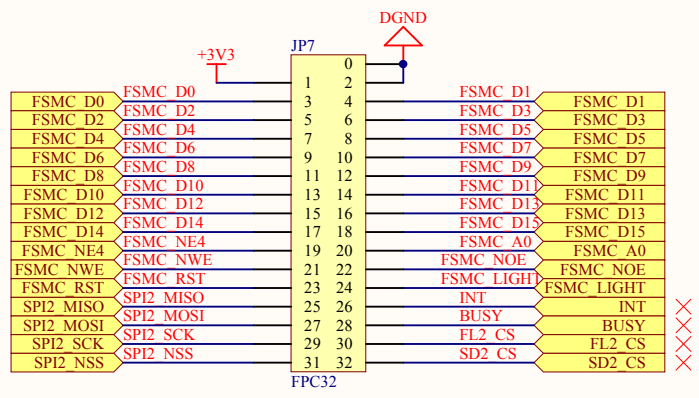 DGND
JP7
+3V3
0
1 2
FSMC_D0 FSMC_D0 3 4 FSMC_D1 FSMC_D1
FSMC_D2 FSMC_D2 5 6 FSMC_D3 FSMC_D3
FSMC_D4 FSMC_D4 7 8 FSMC_D5 FSMC_D5
FSMC_D6 FSMC_D6 9 10 FSMC_D7 FSMC_D7
FSMC_D8 FSMC_D8 11 12 FSMC_D9 FSMC_D9
FSMC_D10 FSMC_D10 13 14 FSMC_D11 FSMC_D11
FSMC_D12 FSMC_D12 15 16 FSMC_D13 FSMC_D13
FSMC_D14 FSMC_D14 17 18 FSMC_D15 FSMC_D15
FSMC_NE4 FSMC_NE4 19 20 FSMC_A0 FSMC_A0
FSMC_NWE FSMC_NWE 21 22 FSMC_NOE FSMC_NOE
FSMC_RST FSMC_RST 23 24 FSMC_LIGHT FSMC_LIGHT
SPI2_MISO SPI2_MISO 25 26 INT INT
SPI2_MOSI SPI2_MOSI 27 28 BUSY BUSY
SPI2_SCK SPI2_SCK 29 30 FL2_CS FL2_CS
SPI2_NSS SPI2_NSS 31 32 SD2_CS SD2_CS
FPC32